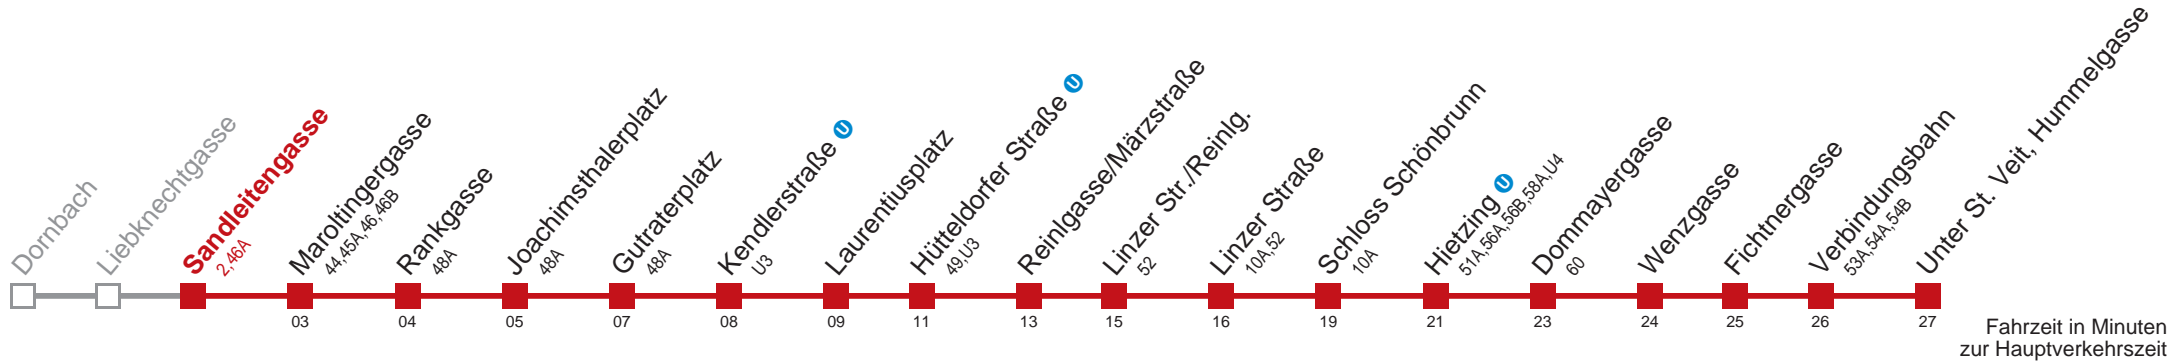 Dornbach
Liebknechtgasse
Sandleitengasse
2,46A
Maroltingergasse
44,45A,46,46B
Rankgasse
48A
Joachimsthalerplatz
48A
Gutraterplatz
48A
Kendlerstraße U
U3
Laurentiusplatz
Hütteldorfer Straße U
49,U3
Reinlgasse/Märzstraße
Linzer Str./Reinlg.
52
Linzer Straße
10A,52
Schloss Schönbrunn
10A
Hietzing U
51A,56A,56B,58A,U4
Dommayergasse
60
Wenzgasse
Fichtnergasse
Verbindungsbahn
53A,54A,54B
Unter St. Veit, Hummelgasse
03 04 05 07 08 09 11 13 15 16 19 21 23 24 25 26 27
Fahrzeit in Minuten
zur Hauptverkehrszeit